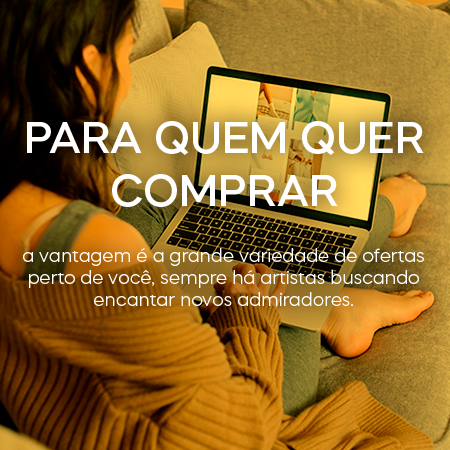 PARA QUEM QUER
COMPRAR
a vantagem é a grande variedade de ofertas
perto de você, sempre há artistas buscando
encantar novos admiradores.